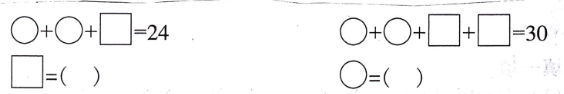 ○+○+□=24
○+○+□+□=30
□=(  )
○=(  )